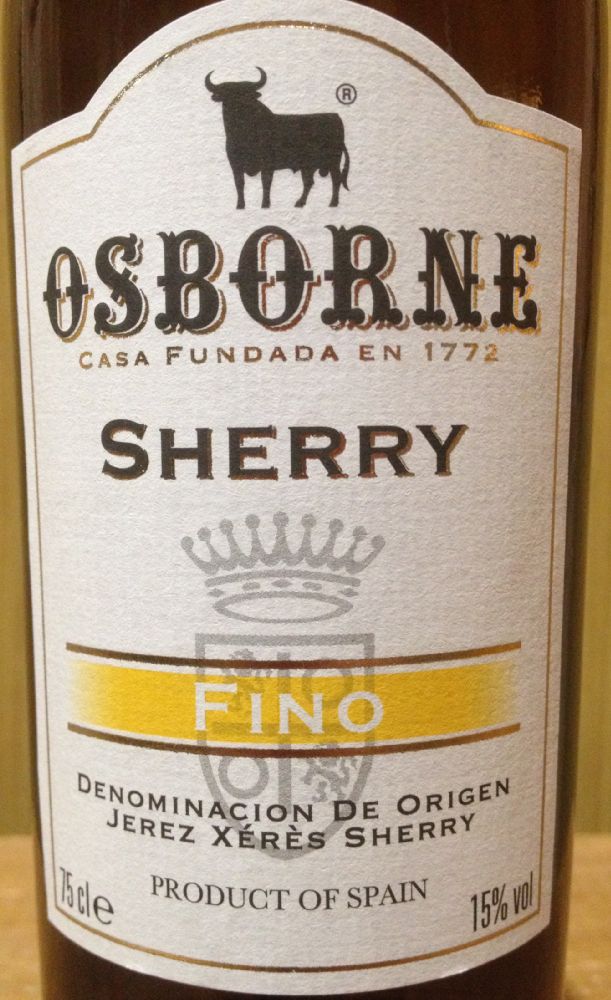 ®
OSBORNE
CASA FUNDADA EN 1772
SHERRY
FINO
DENOMINACION DE ORIGEN
JEREZ XÉRÈS SHERRY
PRODUCT OF SPAIN
75 cl e
15% vol